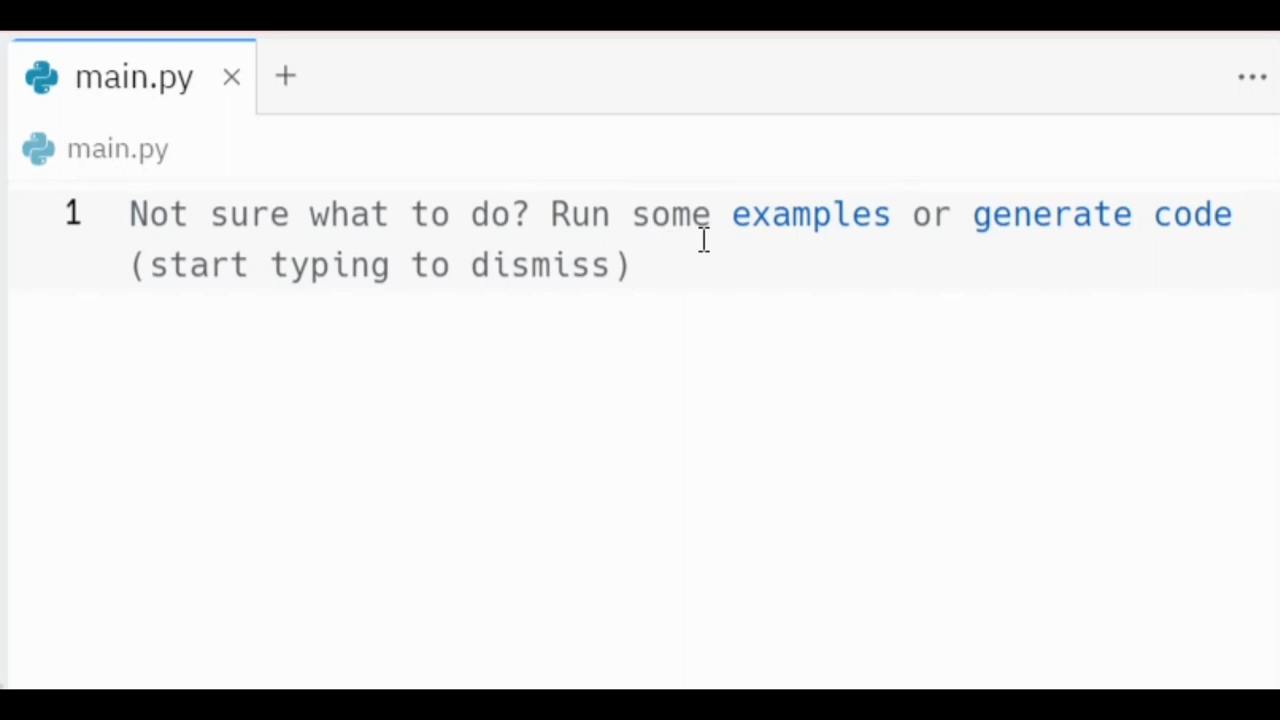 main.py
main.py
1 Not sure what to do? Run some examples or generate code
(start typing to dismiss)